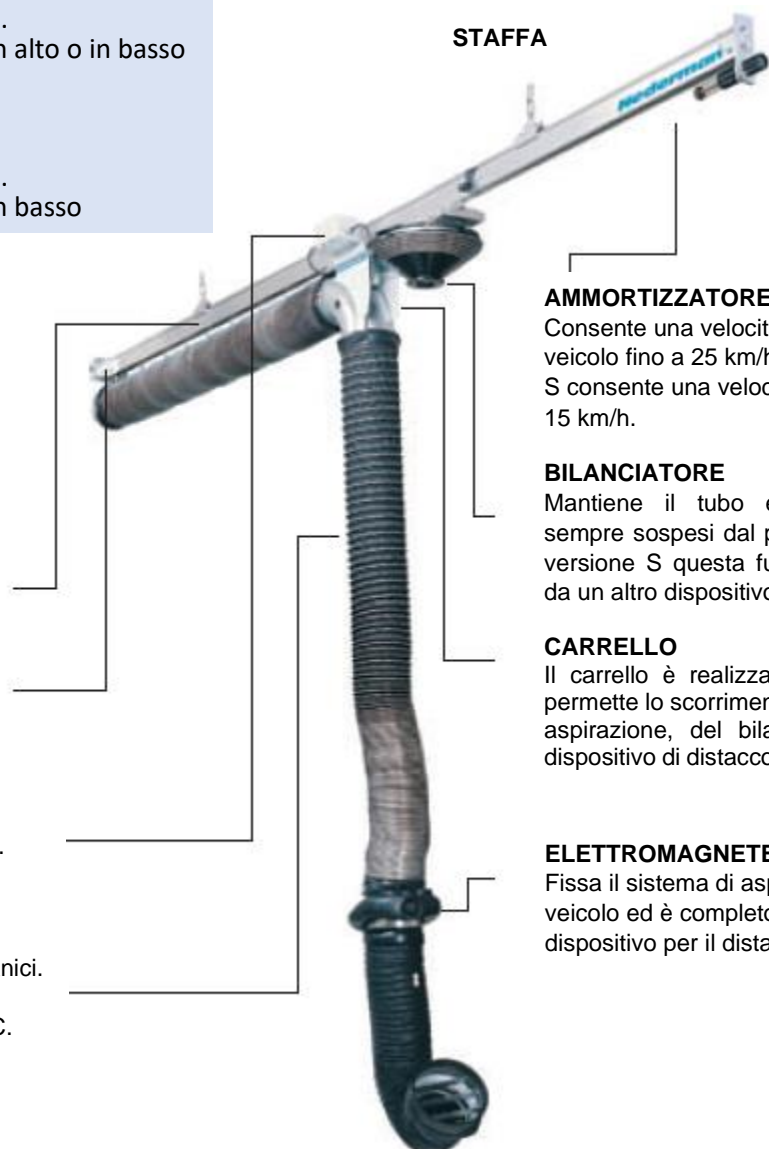 .
n alto o in basso
.
n basso
STAFFA
Nederman
AMMORTIZZATORE
Consente una velocit
veicolo fino a 25 km/h
S consente una veloc
15 km/h.
BILANCIATORE
Mantiene il tubo e
sempre sospesi dal p
versione S questa fu
da un altro dispositivo
CARRELLO
Il carrello è realizza
permette lo scorrimen
aspirazione, del bila
dispositivo di distacco
ELETTROMAGNETE
Fissa il sistema di asp
veicolo ed è completo
dispositivo per il dista
.
nici.
C.